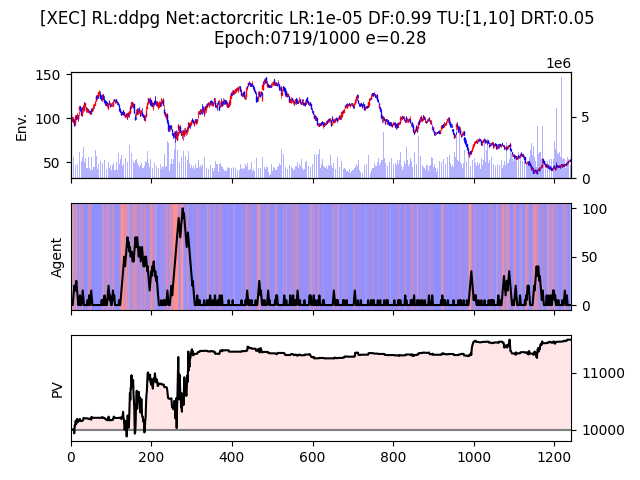 [XEC] RL:ddpg Net:actorcritic LR:1e-05 DF:0.99 TU:[1,10] DRT:0.05
Epoch:0719/1000 e=0.28
1e6
150
100
50
Env.
5
0
Agent
100
50
0
PV
11000
10000
0
200
400
600
800
1000
1200